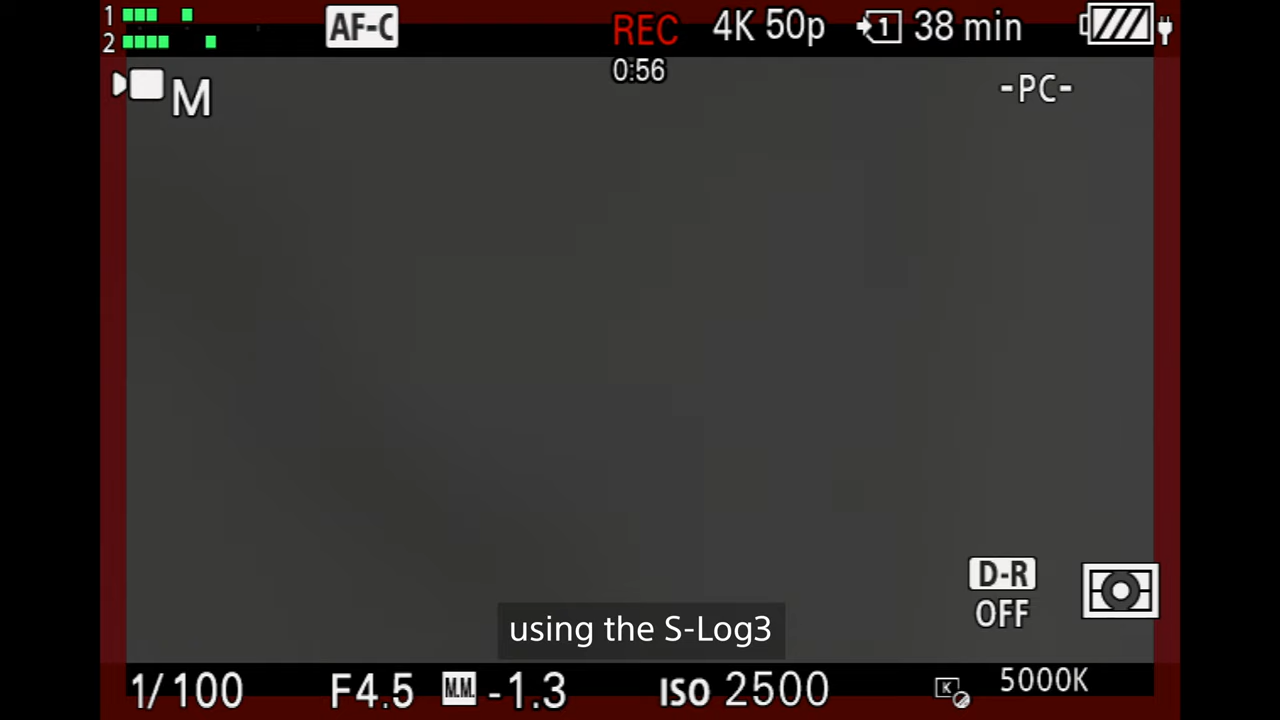 1
2
AF-C
REC
4K 50p
1
38 min
0:56
M
-PC-
D-R
OFF
using the S-Log3
1/100
F4.5
M.M.
-1.3
ISO 2500
K
5000K